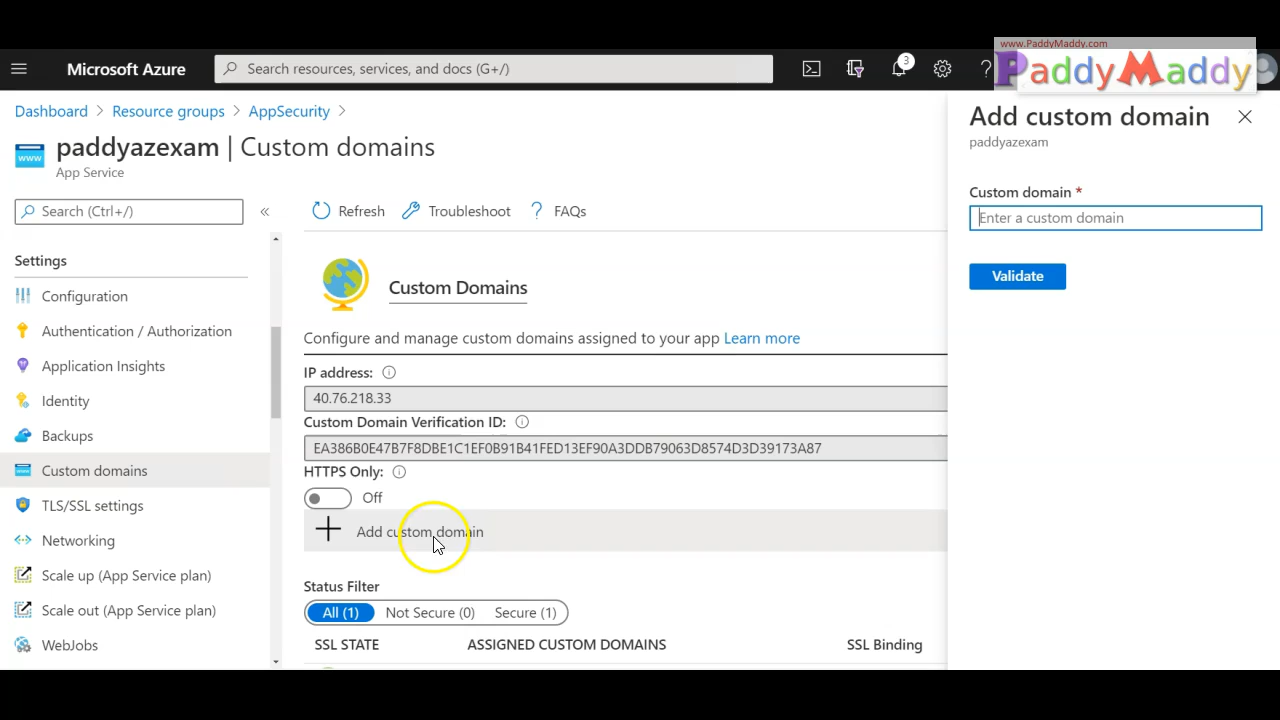 www.PaddyMaddy.com
PaddyMaddy
Microsoft Azure
Search resources, services, and docs (G+/)
3
?
Dashboard > Resource groups > AppSecurity >
www
paddyazexam | Custom domains
App Service
Search (Ctrl+/)
«
Refresh
Troubleshoot
? FAQs
Settings
Configuration
Authentication / Authorization
Application Insights
Identity
Backups
Custom domains
TLS/SSL settings
Networking
Scale up (App Service plan)
Scale out (App Service plan)
WebJobs
Custom Domains
Configure and manage custom domains assigned to your app Learn more
IP address:
40.76.218.33
Custom Domain Verification ID:
EA386B0E47B7F8DBE1C1EF0B91B41FED13EF90A3DDB79063D8574D3D39173A87
HTTPS Only:
Off
Add custom domain
Status Filter
All (1) Not Secure (0) Secure (1)
SSL STATE ASSIGNED CUSTOM DOMAINS SSL Binding
Add custom domain
paddyazexam
Custom domain *
Enter a custom domain
Validate